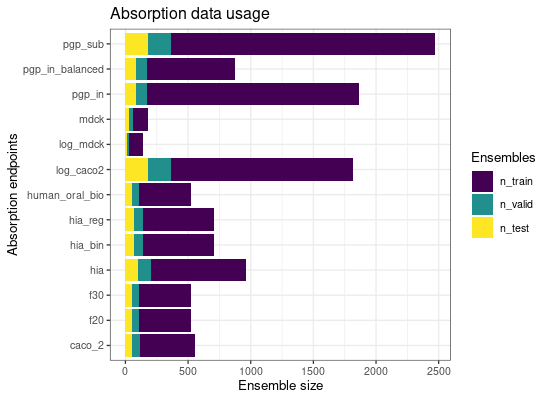 Absorption data usage
pgp_sub
pgp_in_balanced
pgp_in
mdck
log_mdck
log_caco2
human_oral_bio
hia_reg
hia_bin
hia
f30
f20
caco_2
Absorption endpoints
0 500 1000 1500 2000 2500
Ensemble size
Ensembles
n_train
n_valid
n_test